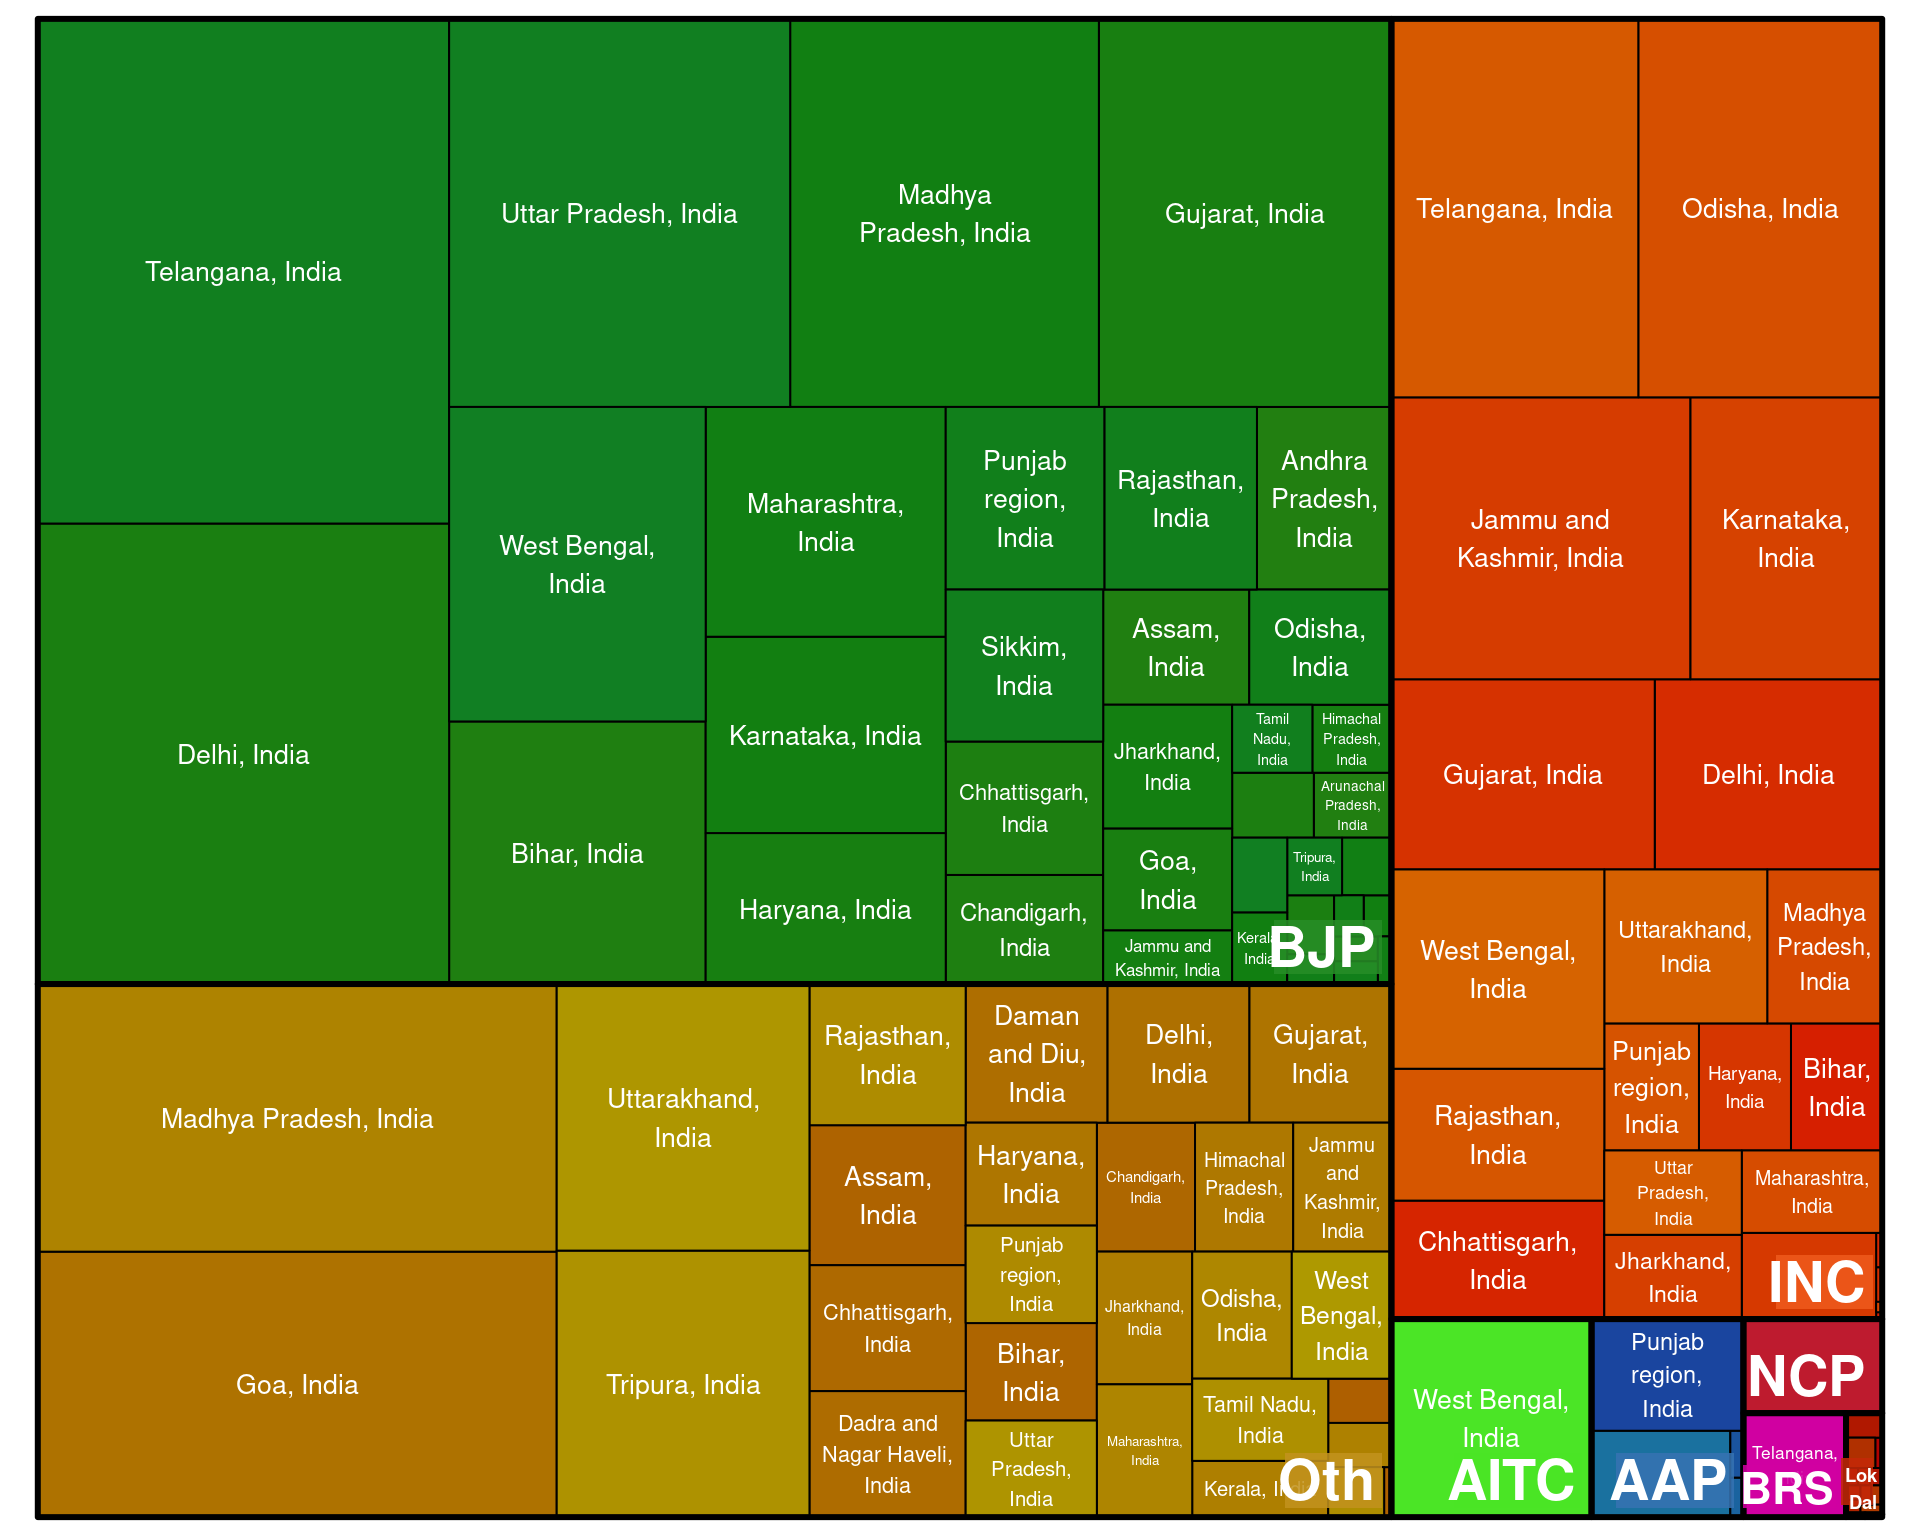 Telangana, India
Uttar Pradesh, India
Madhya
Pradesh, India
Gujarat, India
Delhi, India
West Bengal,
India
Bihar, India
Maharashtra,
India
Karnataka, India
Haryana, India
Punjab
region,
India
Rajasthan,
India
Andhra
Pradesh,
India
Sikkim,
India
Assam,
India
Odisha,
India
Chhattisgarh,
India
Chandigarh,
India
Jharkhand,
India
Goa,
India
Jammu and
Kashmir, India
Tamil
Nadu,
India
Himachal
Pradesh,
India
Arunachal
Pradesh,
India
Tripura,
India
Kerala
India
BJP
Telangana, India
Odisha, India
Jammu and
Kashmir, India
Karnataka,
India
Gujarat, India
Delhi, India
West Bengal,
India
Uttarakhand,
India
Madhya
Pradesh,
India
Rajasthan,
India
Punjab
region,
India
Haryana,
India
Bihar,
India
Chhattisgarh,
India
Uttar
Pradesh,
India
Maharashtra,
India
Jharkhand,
India
INC
Madhya Pradesh, India
Goa, India
Uttarakhand,
India
Tripura, India
Rajasthan,
India
Assam,
India
Chhattisgarh,
India
Dadra and
Nagar Haveli,
India
Daman
and Diu,
India
Delhi,
India
Gujarat,
India
Haryana,
India
Punjab
region,
India
Bihar,
India
Uttar
Pradesh,
India
Chandigarh,
India
Himachal
Pradesh,
India
Jammu
and
Kashmir,
India
Jharkhand,
India
Maharashtra,
India
Odisha,
India
West
Bengal,
India
Tamil Nadu,
India
Kerala,
Oth
West Bengal,
India
AITC
Punjab
region,
India
AAP
NCP
Telangana,
BRS
Lok
Dal